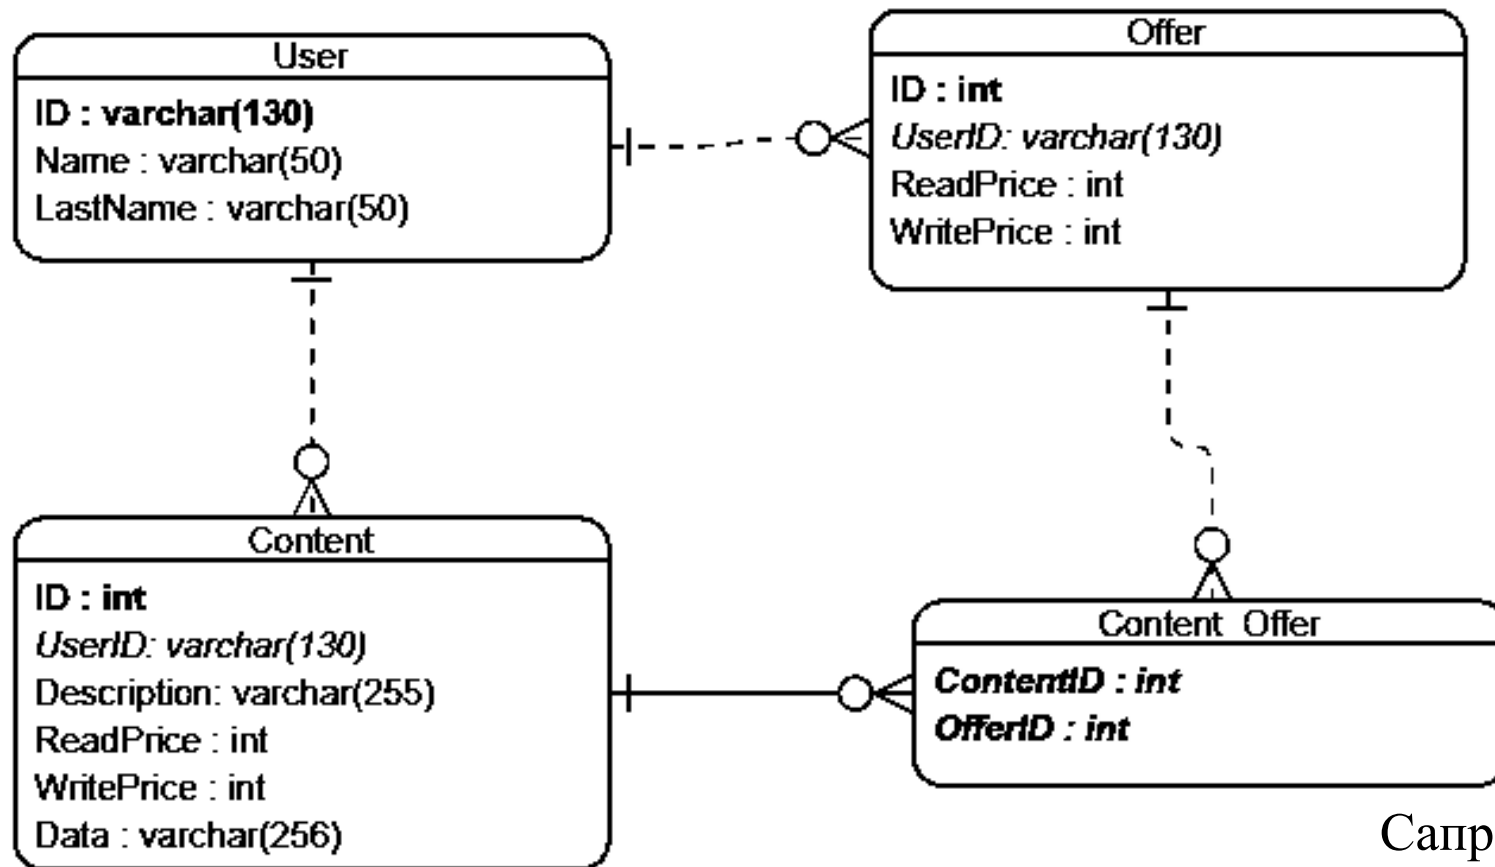 User
ID : varchar(130)
Name : varchar(50)
LastName : varchar(50)
Offer
ID : int
UserID: varchar(130)
ReadPrice : int
WritePrice : int
Content
ID : int
UserID: varchar(130)
Description: varchar(255)
ReadPrice : int
WritePrice : int
Data : varchar(256)
Content_Offer
ContentID : int
OfferID : int
Сапр